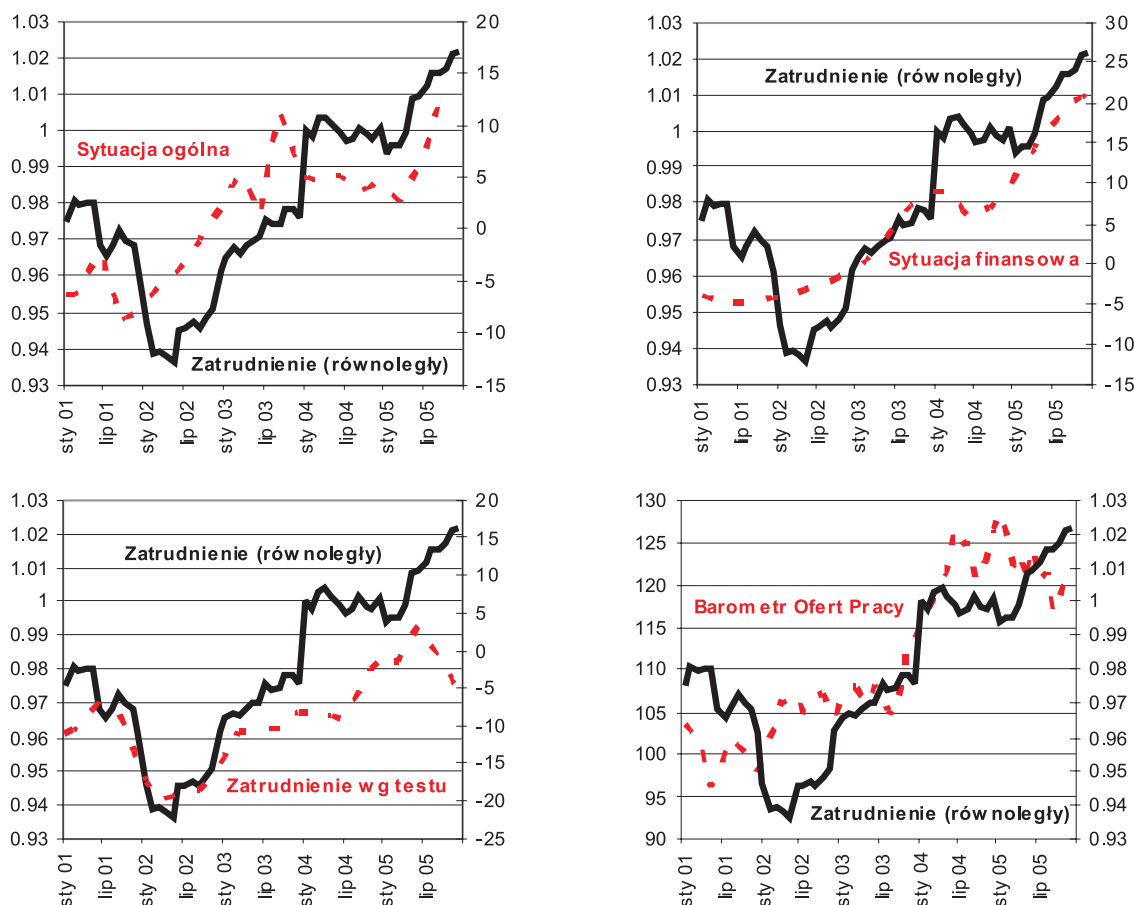 1.03
1.02
1.01
1
0.99
0.98
0.97
0.96
0.95
0.94
0.93
20
15
10
5
0
-5
-10
-15
Sytuacja ogólna
Zatrudnienie (równoległy)
sty 01
lip 01
sty 02
lip 02
sty 03
lip 03
sty 04
lip 04
sty 05
lip 05
1.03
1.02
1.01
1
0.99
0.98
0.97
0.96
0.95
0.94
0.93
30
25
20
15
10
5
0
-5
-10
-15
Zatrudnienie (równoległy)
Sytuacja finansowa
sty 01
lip 01
sty 02
lip 02
sty 03
lip 03
sty 04
lip 04
sty 05
lip 05
1.03
1.02
1.01
1
0.99
0.98
0.97
0.96
0.95
0.94
0.93
20
15
10
5
0
-5
-10
-15
-20
-25
Zatrudnienie (równoległy)
Zatrudnienie wg testu
sty 01
lip 01
sty 02
lip 02
sty 03
lip 03
sty 04
lip 04
sty 05
lip 05
130
125
120
115
110
105
100
95
90
1.03
1.02
1.01
1
0.99
0.98
0.97
0.96
0.95
0.94
0.93
Barometr Ofert Pracy
Zatrudnienie (równoległy)
sty 01
lip 01
sty 02
lip 02
sty 03
lip 03
sty 04
lip 04
sty 05
lip 05